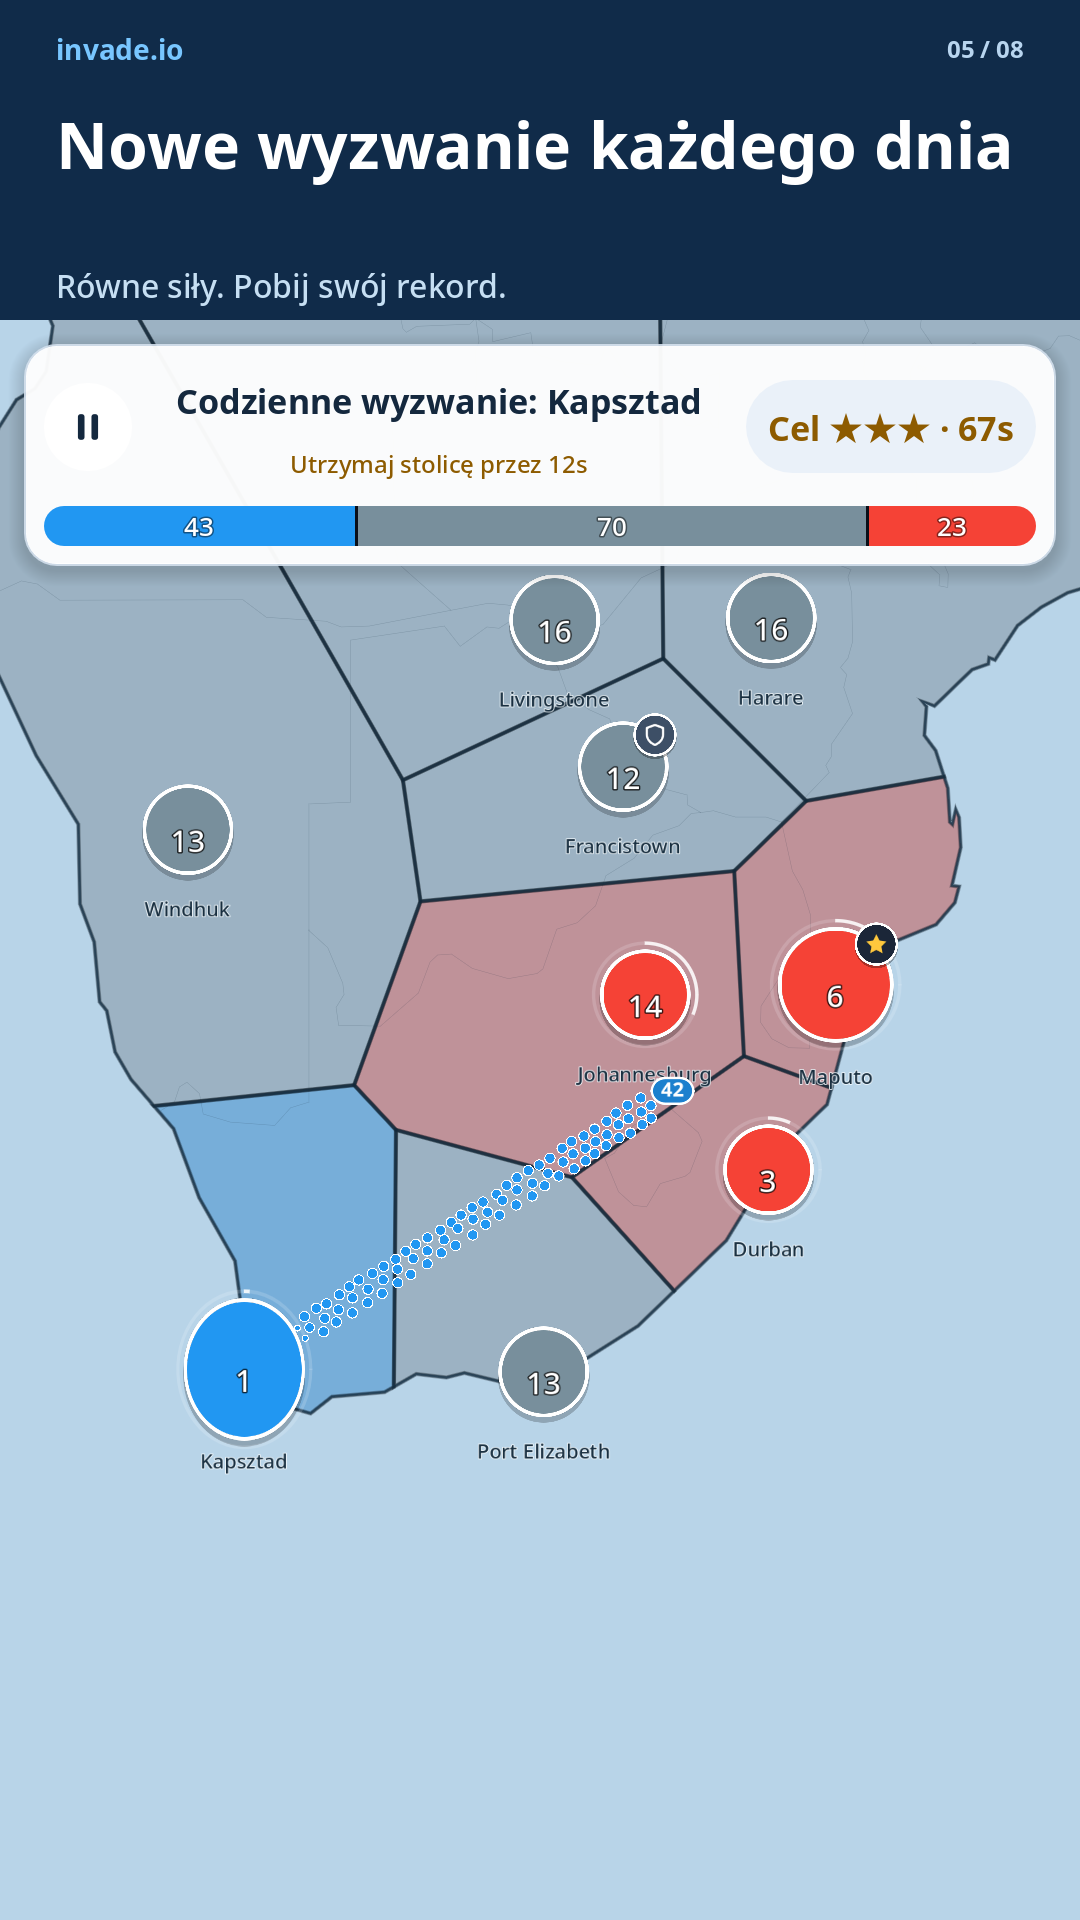 invade.io
05 / 08
Nowe wyzwanie każdego dnia
Równe siły. Pobij swój rekord.
Codzienne wyzwanie: Kapsztad
Utrzymaj stolicę przez 12s
Cel ★★★ · 67s
43
70
23
16
Livingstone
16
Harare
12
Francistown
13
Windhuk
14
Johannesburg
6
Maputo
42
3
Durban
1
Kapsztad
13
Port Elizabeth